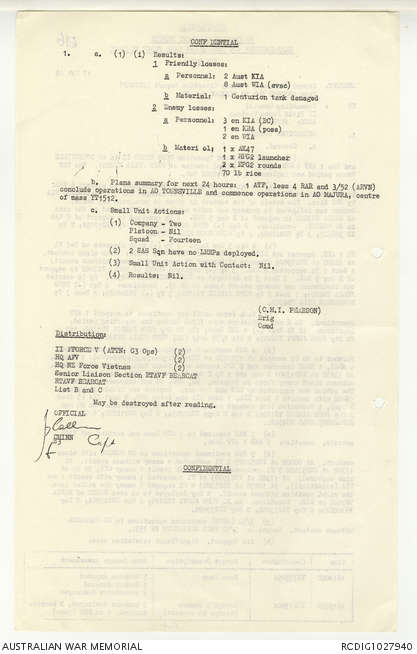 CONFIDENTIAL
1. a. (1) (i) Results:
1 Friendly losses:
a Personnel: 2 Aust KIA
8 Aust WIA (evac)
b Material: 1 Centurion tank damaged
2 Enemy losses:
a Personnel: 3 en KIA (BC)
1 en KBA (poss)
2 en WIA
b Materiel: 1 x AK47
1 x RPG2 launcher
2 x RPG2 rounds
70 lb rice
b. Plans summary for next 24 hours: 1 ATF, less 4 RAR and 3/52 (ARVN)
conclude operations in AO TOWNSVILLE and commence operations in AO MAJURA, centre
of mass YT1512.
c. Small Unit Actions:
(1) Company - Two
Platoon - Nil
Squad - Fourteen
(2) 2 SAS Sqn have no LRRPs deployed.
(3) Small Unit Action with Contact: Nil.
(4) Results: Nil.
(C.M.I. PEARSON)
Brig
Comd
Distribution:
II FFORCE V (ATTN: G3 Ops) (2)
HQ AFV (2)
HQ NZ Force Vietnam (2)
Senior Liaison Section RTAVF BEARCAT
RTAVF BEARCAT
List B and C
May be destroyed after reading.
OFFICIAL
Capt
G3
CONFIDENTIAL
AUSTRALIAN WAR MEMORIAL
RCDIG1027940